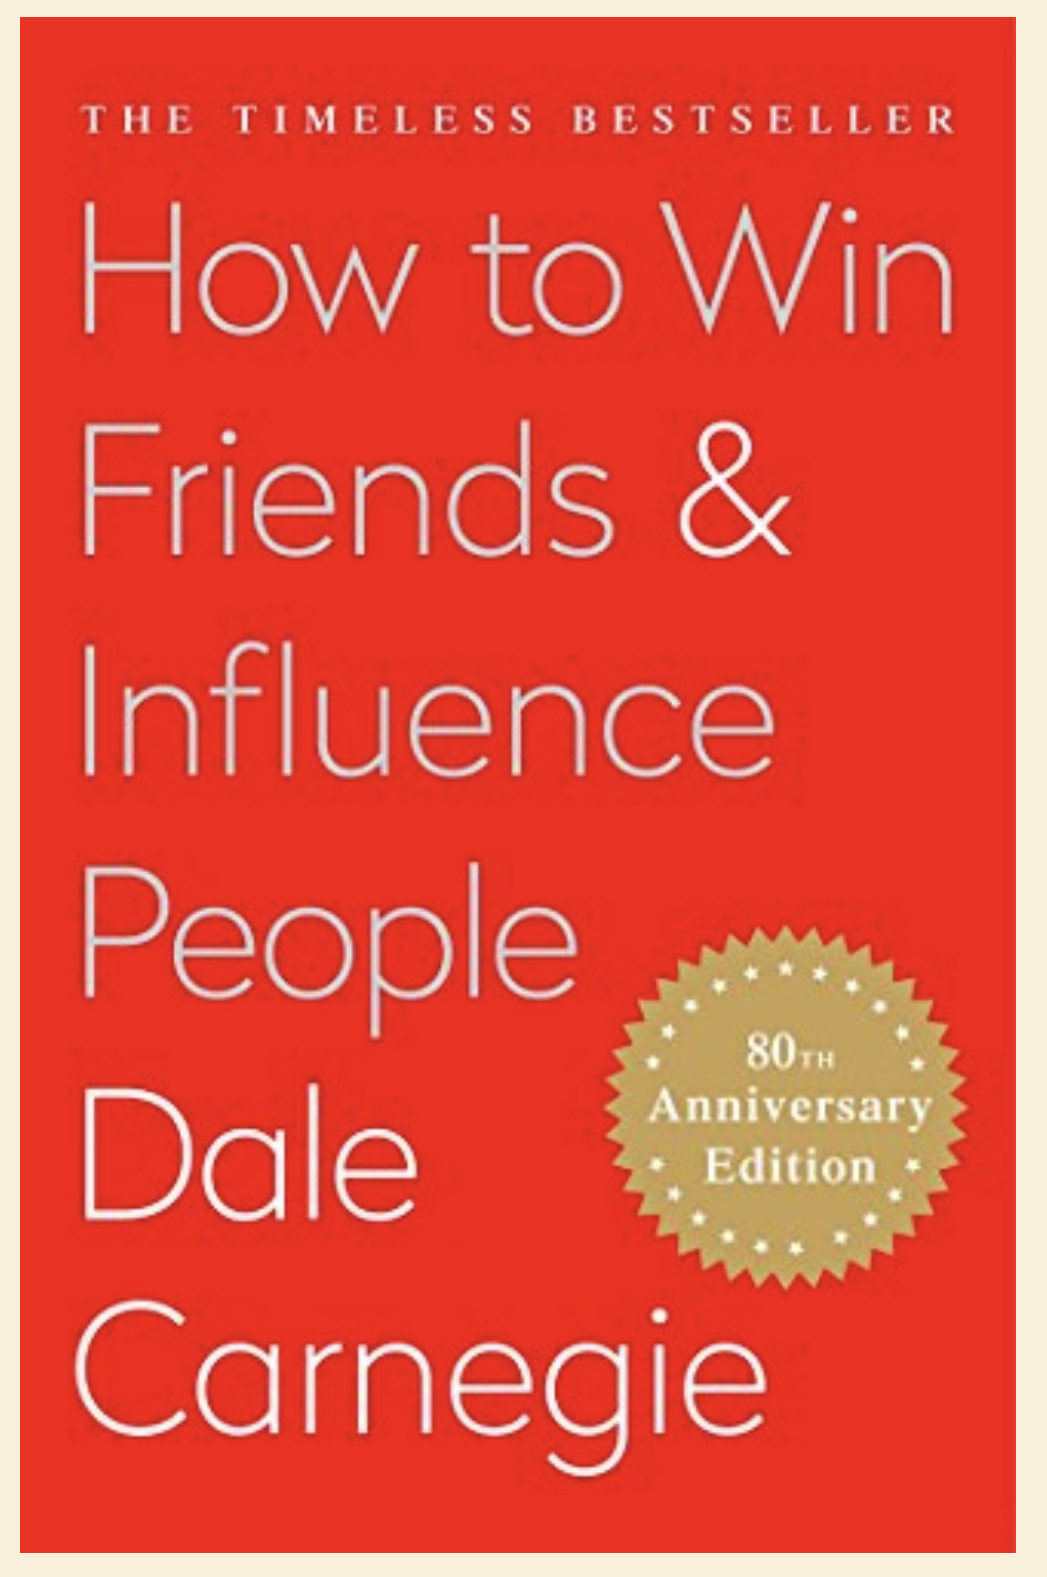 THE TIMELESS BESTSELLER
How to Win
Friends &
Influence
People
Dale
Carnegie
80TH
Anniversary
Edition